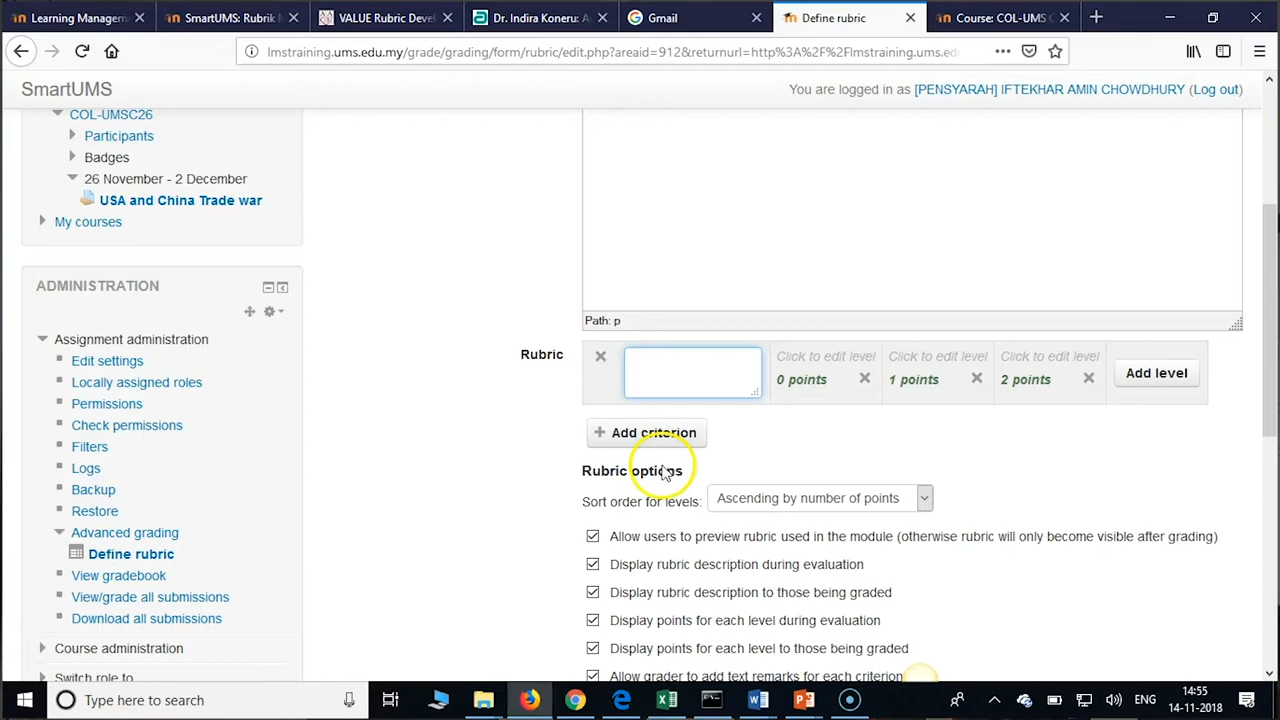 Learning Managem
SmartUMS: Rubrik
VALUE Rubric Deve
Dr. Indira Koneru: A
Gmail
Define rubric
Course: COL-UMS C
lmstraining.ums.edu.my/grade/grading/form/rubric/edit.php?areaid=912&returnurl=http%3A%2F%2Flmstraining.ums.ed
SmartUMS
You are logged in as [PENSYARAH] IFTEKHAR AMIN CHOWDHURY (Log out)
COL-UMSC26
Participants
Badges
26 November - 2 December
USA and China Trade war
My courses
ADMINISTRATION
Assignment administration
Edit settings
Locally assigned roles
Permissions
Check permissions
Filters
Logs
Backup
Restore
Advanced grading
Define rubric
View gradebook
View/grade all submissions
Download all submissions
Course administration
Switch role to
Path: p
Rubric
Click to edit level
0 points
Click to edit level
1 points
Click to edit level
2 points
Add level
+ Add criterion
Rubric options
Sort order for levels: Ascending by number of points
Allow users to preview rubric used in the module (otherwise rubric will only become visible after grading)
Display rubric description during evaluation
Display rubric description to those being graded
Display points for each level during evaluation
Display points for each level to those being graded
Allow grader to add text remarks for each criterion
Type here to search
ENG
14:55
14-11-2018